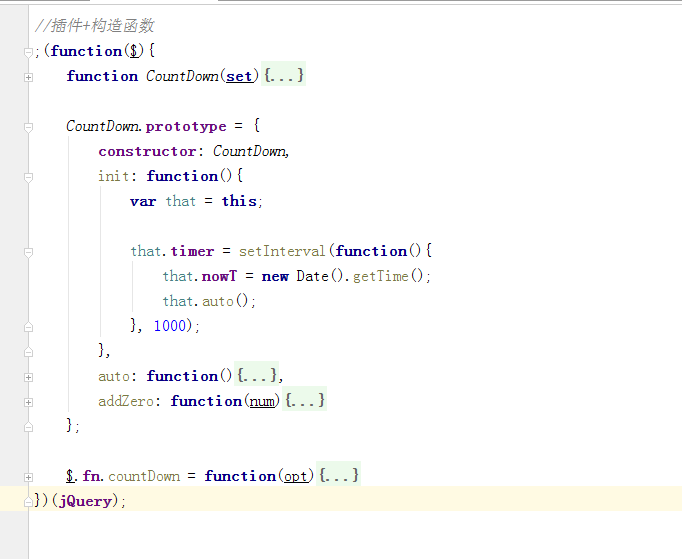 //插件+构造函数
;(function($){
    function CountDown(set){...}
    CountDown.prototype = {
        constructor: CountDown,
        init: function(){
            var that = this;
            that.timer = setInterval(function(){
                that.nowT = new Date().getTime();
                that.auto();
            }, 1000);
        },
        auto: function(){...},
        addZero: function(num){...}
    };
    $.fn.countDown = function(opt){...}
})(jQuery);